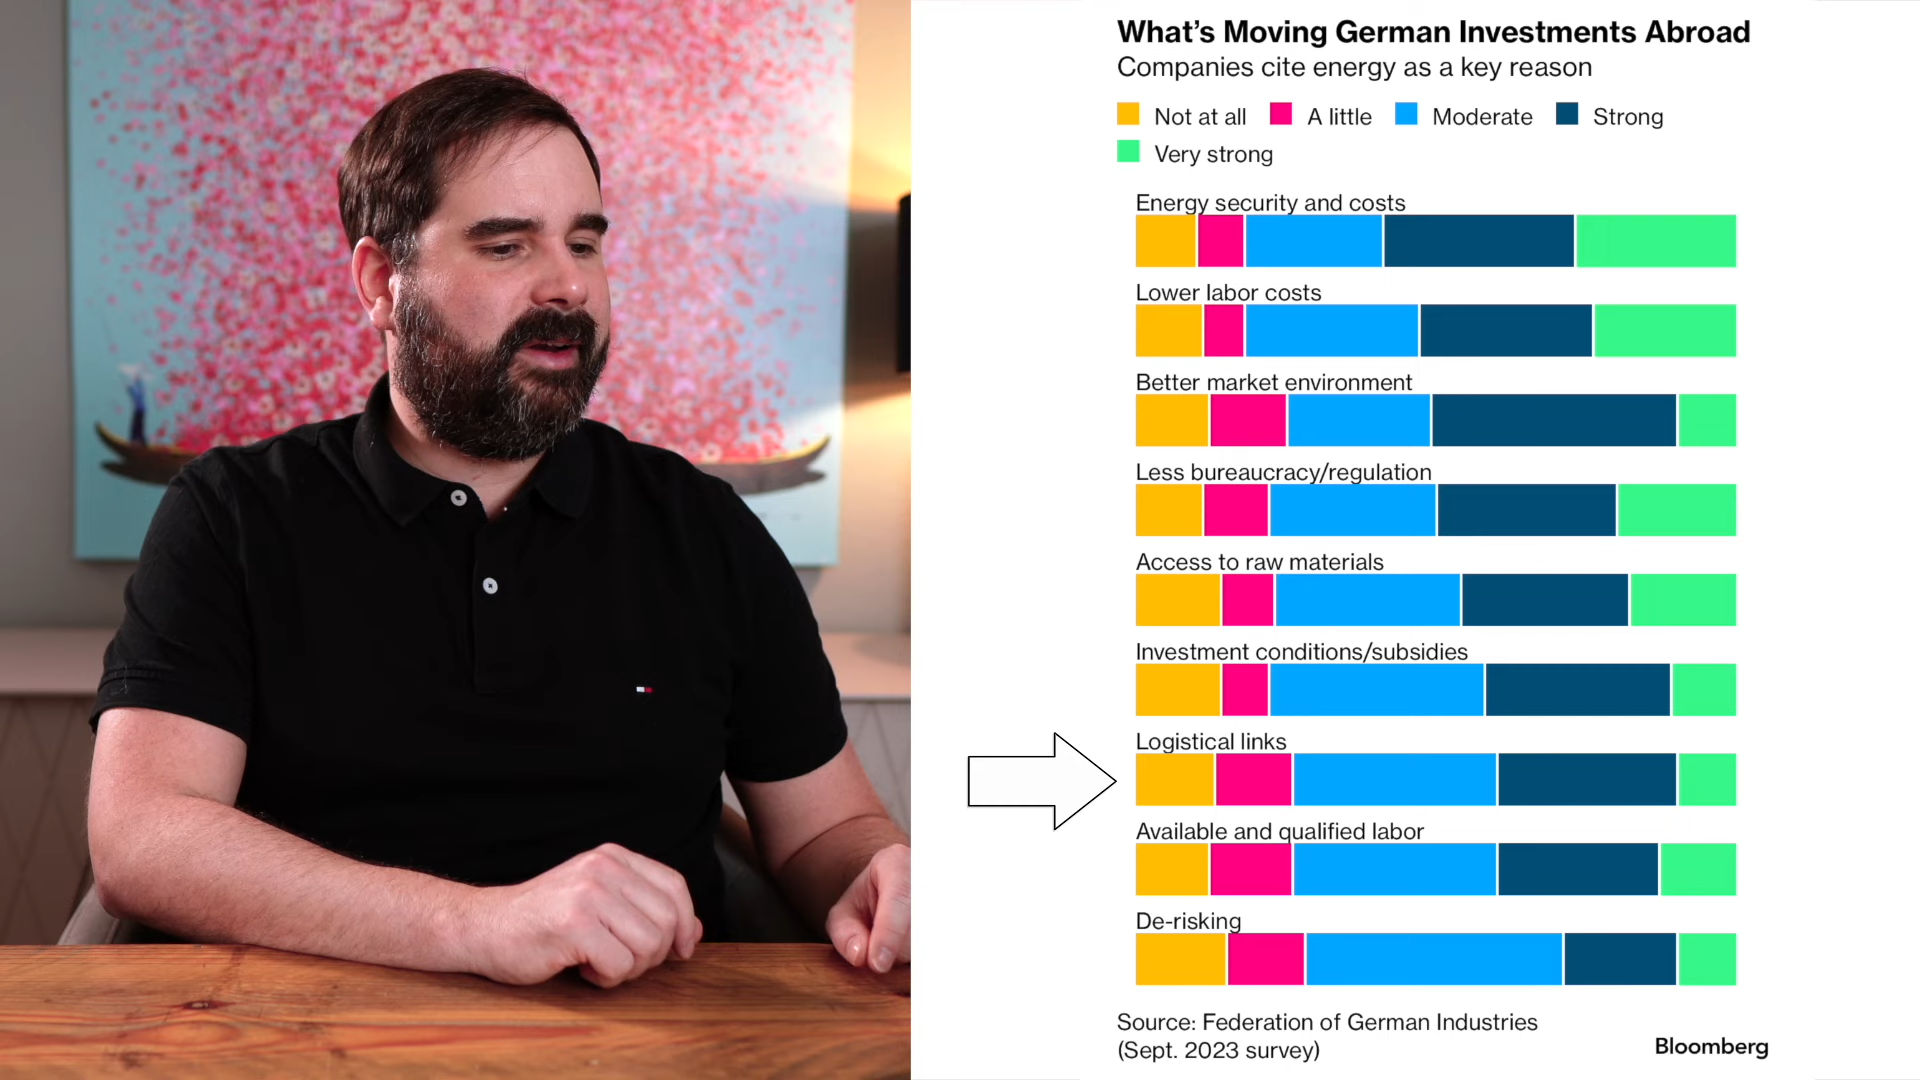 What's Moving German Investments Abroad
Companies cite energy as a key reason
Not at all A little Moderate Strong
Very strong
Energy security and costs
Lower labor costs
Better market environment
Less bureaucracy/regulation
Access to raw materials
Investment conditions/subsidies
Logistical links
Available and qualified labor
De-risking
Source: Federation of German Industries
(Sept. 2023 survey)
Bloomberg